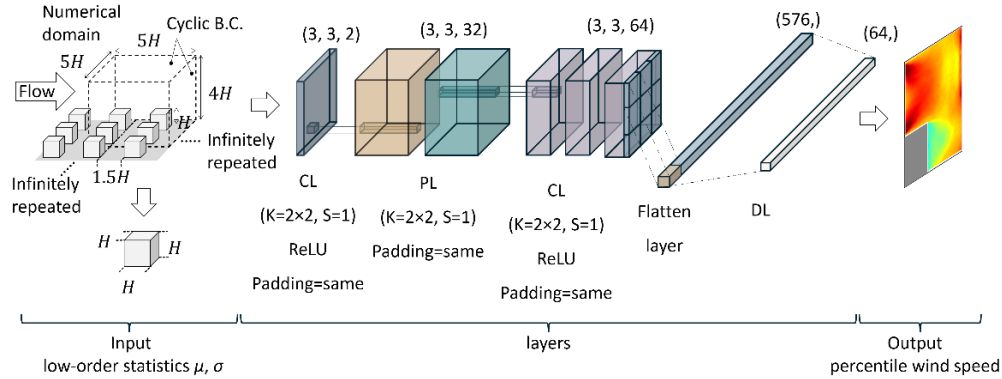 Numerical
domain
Cyclic B.C.
5H
5H
4H
H
Flow
Infinitely
repeated
1.5H
Infinitely
repeated
H
H
H
(3, 3, 2)
(3, 3, 32)
(3, 3, 64)
(576,)
(64,)
CL
(K=2×2, S=1)
ReLU
Padding=same
PL
(K=2×2, S=1)
Padding=same
CL
(K=2×2, S=1)
ReLU
Padding=same
Flatten
layer
DL
Input
low-order statistics μ, σ
layers
Output
percentile wind speed